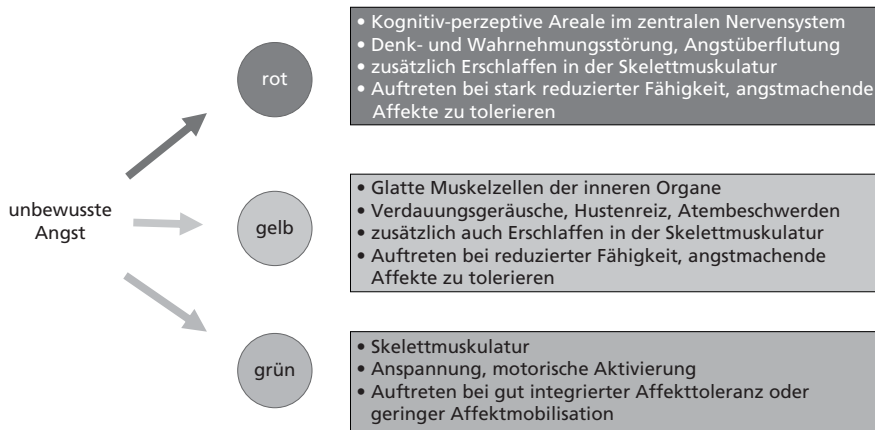 unbewusste
Angst
rot
• Kognitiv-perzeptive Areale im zentralen Nervensystem
• Denk- und Wahrnehmungsstörung, Angstüberflutung
• zusätzlich Erschlaffen in der Skelettmuskulatur
• Auftreten bei stark reduzierter Fähigkeit, angstmachende
Affekte zu tolerieren
gelb
• Glatte Muskelzellen der inneren Organe
• Verdauungsgeräusche, Hustenreiz, Atembeschwerden
• zusätzlich auch Erschlaffen in der Skelettmuskulatur
• Auftreten bei reduzierter Fähigkeit, angstmachende
Affekte zu tolerieren
grün
• Skelettmuskulatur
• Anspannung, motorische Aktivierung
• Auftreten bei gut integrierter Affekttoleranz oder
geringer Affektmobilisation